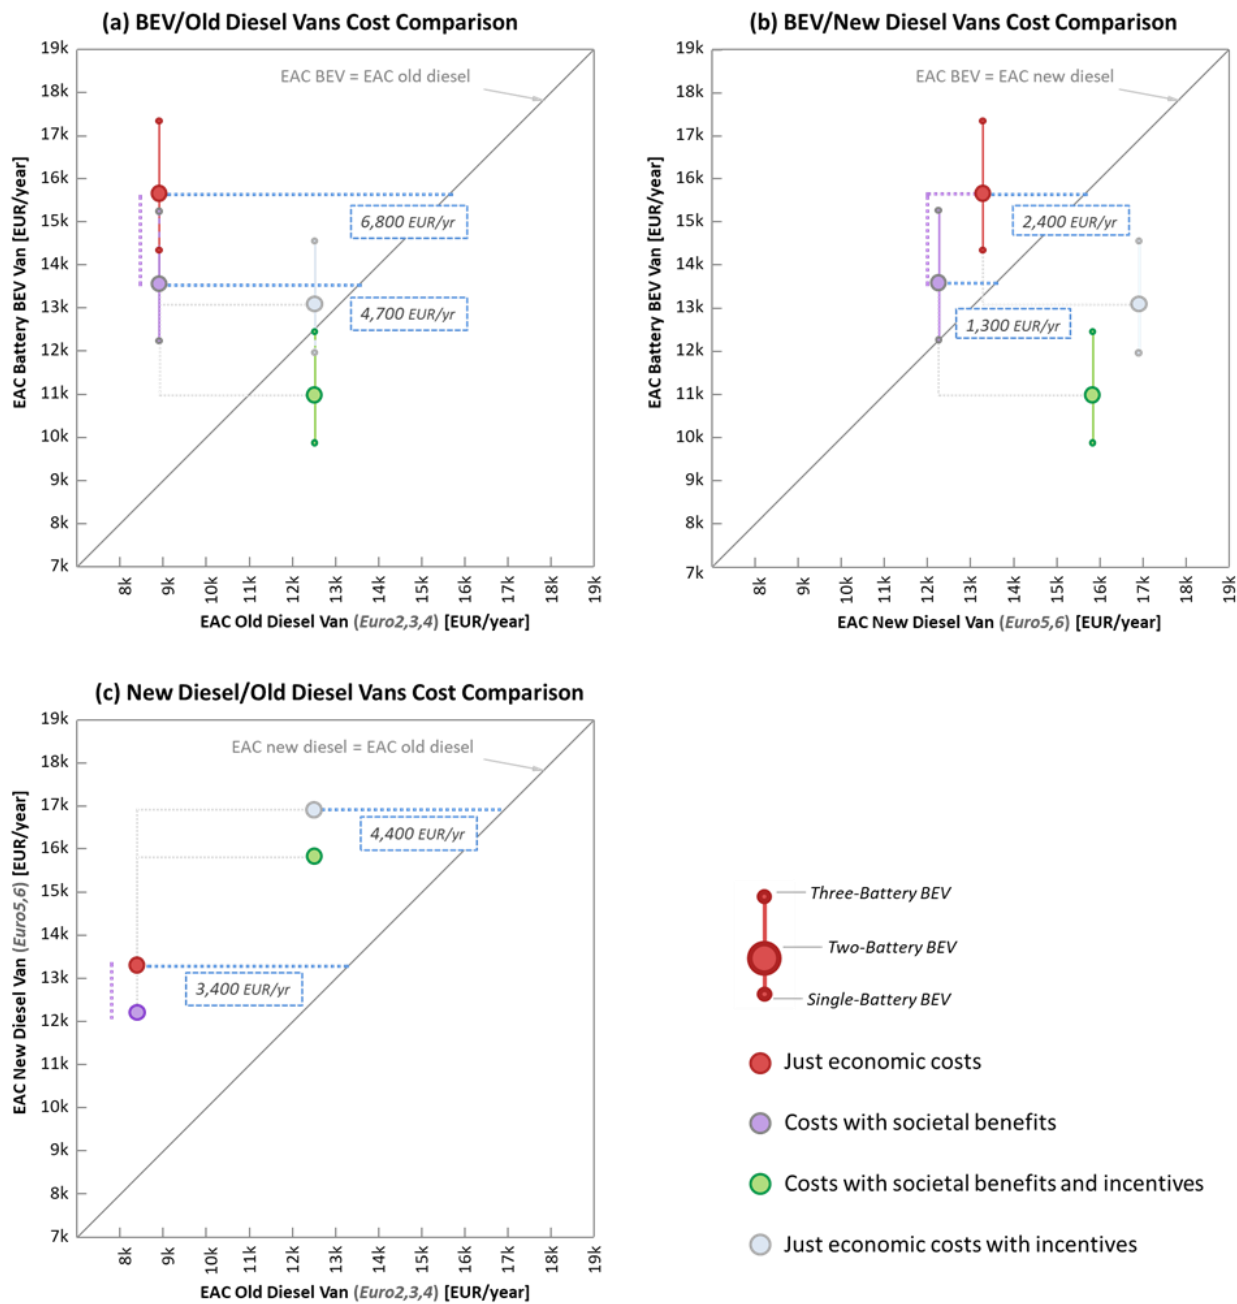 (a) BEV/Old Diesel Vans Cost Comparison
19k
18k
17k
16k
15k
14k
13k
12k
11k
10k
9k
8k
7k
EAC Battery BEV Van [EUR/year]
EAC BEV = EAC old diesel
6,800 EUR/yr
4,700 EUR/yr
8k
9k
10k
11k
12k
13k
14k
15k
16k
17k
18k
19k
EAC Old Diesel Van (Euro2,3,4) [EUR/year]
(b) BEV/New Diesel Vans Cost Comparison
19k
18k
17k
16k
15k
14k
13k
12k
11k
10k
9k
8k
7k
EAC Battery BEV Van [EUR/year]
EAC BEV = EAC new diesel
2,400 EUR/yr
1,300 EUR/yr
8k
9k
10k
11k
12k
13k
14k
15k
16k
17k
18k
19k
EAC New Diesel Van (Euro5,6) [EUR/year]
(c) New Diesel/Old Diesel Vans Cost Comparison
19k
18k
17k
16k
15k
14k
13k
12k
11k
10k
9k
8k
7k
EAC New Diesel Van (Euro5,6) [EUR/year]
EAC new diesel = EAC old diesel
4,400 EUR/yr
3,400 EUR/yr
8k
9k
10k
11k
12k
13k
14k
15k
16k
17k
18k
19k
EAC Old Diesel Van (Euro2,3,4) [EUR/year]
Three-Battery BEV
Two-Battery BEV
Single-Battery BEV
Just economic costs
Costs with societal benefits
Costs with societal benefits and incentives
Just economic costs with incentives